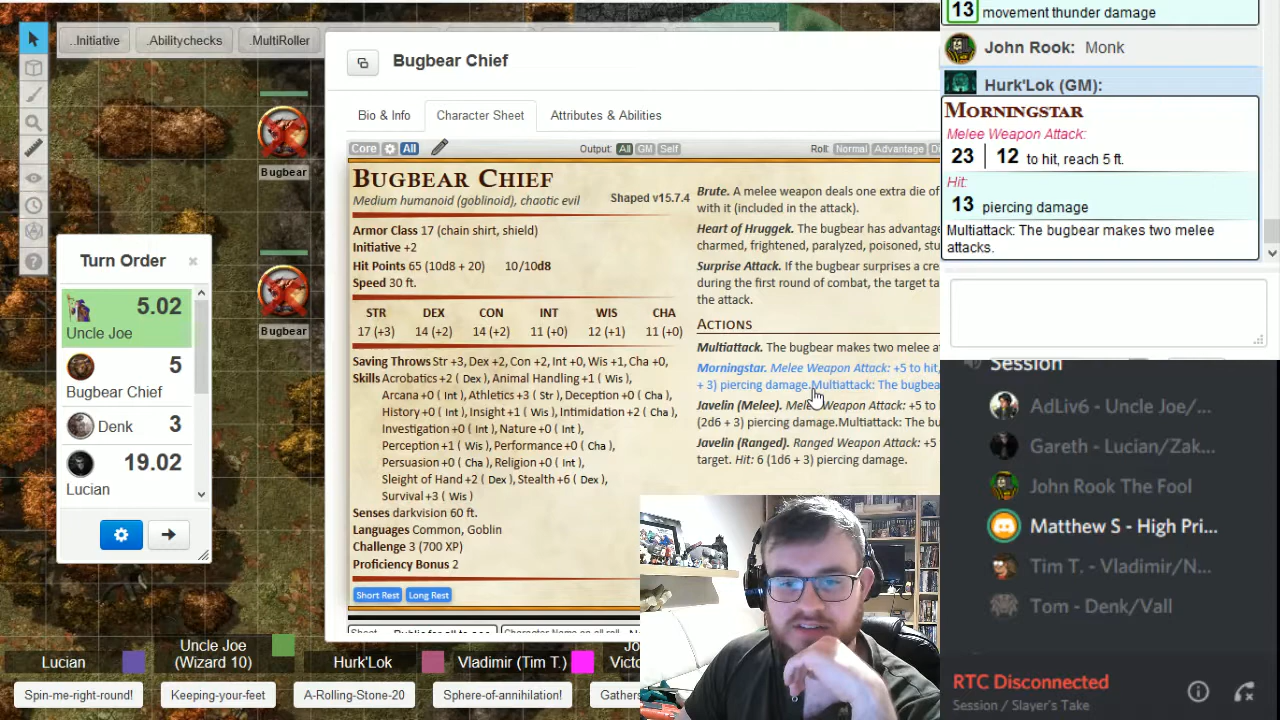 ..Initiative
.Abilitychecks
.MultiRoller
Bugbear
Bugbear
Turn Order
5.02
Uncle Joe
5
Bugbear Chief
Denk 3
19.02
Lucian
Bugbear Chief
Bio & Info Character Sheet Attributes & Abilities
Core All Output: All GM Self Roll: Normal Advantage
BUGBEAR CHIEF
Medium humanoid (goblinoid), chaotic evil
Shaped v15.7.4
Armor Class 17 (chain shirt, shield)
Initiative +2
Hit Points 65 (10d8 + 20) 10/10d8
Speed 30 ft.
STR DEX CON INT WIS CHA
17 (+3) 14 (+2) 14 (+2) 11 (+0) 12 (+1) 11 (+0)
Saving Throws Str +3, Dex +2, Con +2, Int +0, Wis +1, Cha +0,
Skills Acrobatics +2 ( Dex ), Animal Handling +1 ( Wis ),
Arcana +0 ( Int ), Athletics +3 ( Str ), Deception +0 ( Cha ),
History +0 ( Int ), Insight +1 ( Wis ), Intimidation +2 ( Cha ),
Investigation +0 ( Int ), Nature +0 ( Int ),
Perception +1 ( Wis ), Performance +0 ( Cha ),
Persuasion +0 ( Cha ), Religion +0 ( Int ),
Sleight of Hand +2 ( Dex ), Stealth +6 ( Dex ),
Survival +3 ( Wis )
Senses darkvision 60 ft.
Languages Common, Goblin
Challenge 3 (700 XP)
Proficiency Bonus 2
Short Rest Long Rest
Brute. A melee weapon deals one extra die of
with it (included in the attack).
Heart of Hruggek. The bugbear has advantage
charmed, frightened, paralyzed, poisoned, stu
Surprise Attack. If the bugbear surprises a cre
during the first round of combat, the target ta
the attack.
ACTIONS
Multiattack. The bugbear makes two melee a
Morningstar. Melee Weapon Attack: +5 to hit,
+ 3) piercing damage.Multiattack: The bugbea
Javelin (Melee). Melee Weapon Attack: +5 to
(2d6 + 3) piercing damage.Multiattack: The bu
Javelin (Ranged). Ranged Weapon Attack: +5
target. Hit: 6 (1d6 + 3) piercing damage.
13 movement thunder damage
John Rook: Monk
Hurk'Lok (GM):
MORNINGSTAR
Melee Weapon Attack:
23 | 12 to hit, reach 5 ft.
Hit:
13 piercing damage
Multiattack: The bugbear makes two melee
attacks.
Session
AdLiv6 - Uncle Joe/...
Gareth - Lucian/Zak...
John Rook The Fool
Matthew S - High Pri...
Tim T. - Vladimir/N...
Tom - Denk/Vall
RTC Disconnected
Session / Slayer's Take
Lucian
Uncle Joe
(Wizard 10)
Hurk'Lok
Vladimir (Tim T.)
Jo
Victo
Spin-me-right-round!
Keeping-your-feet
A-Rolling-Stone-20
Sphere-of-annihilation!
Gathers